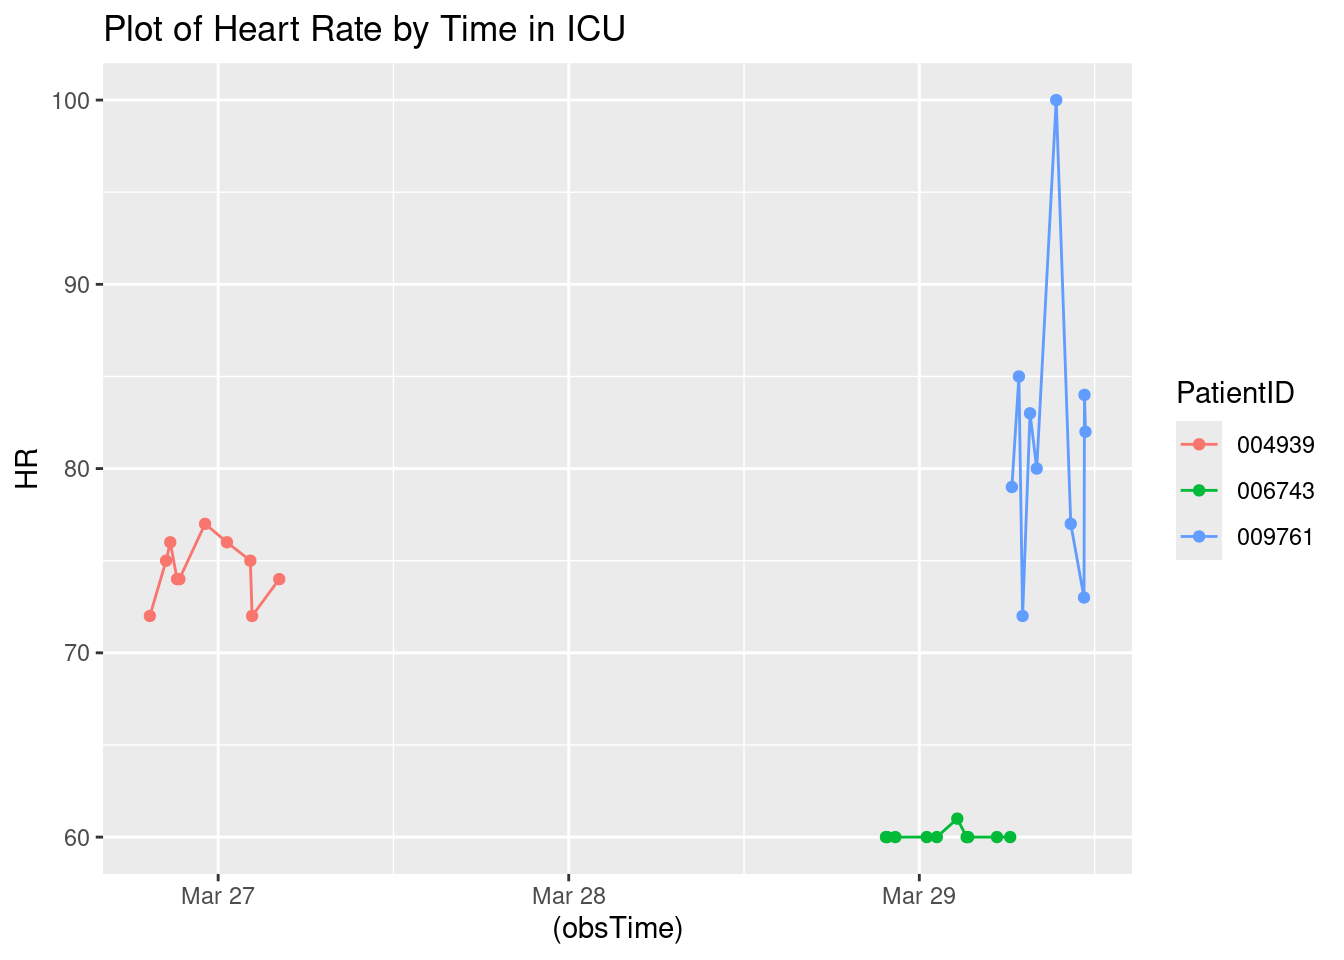 Plot of Heart Rate by Time in ICU
100
90
80
70
60
HR
Mar 27
Mar 28
Mar 29
(obsTime)
PatientID
004939
006743
009761